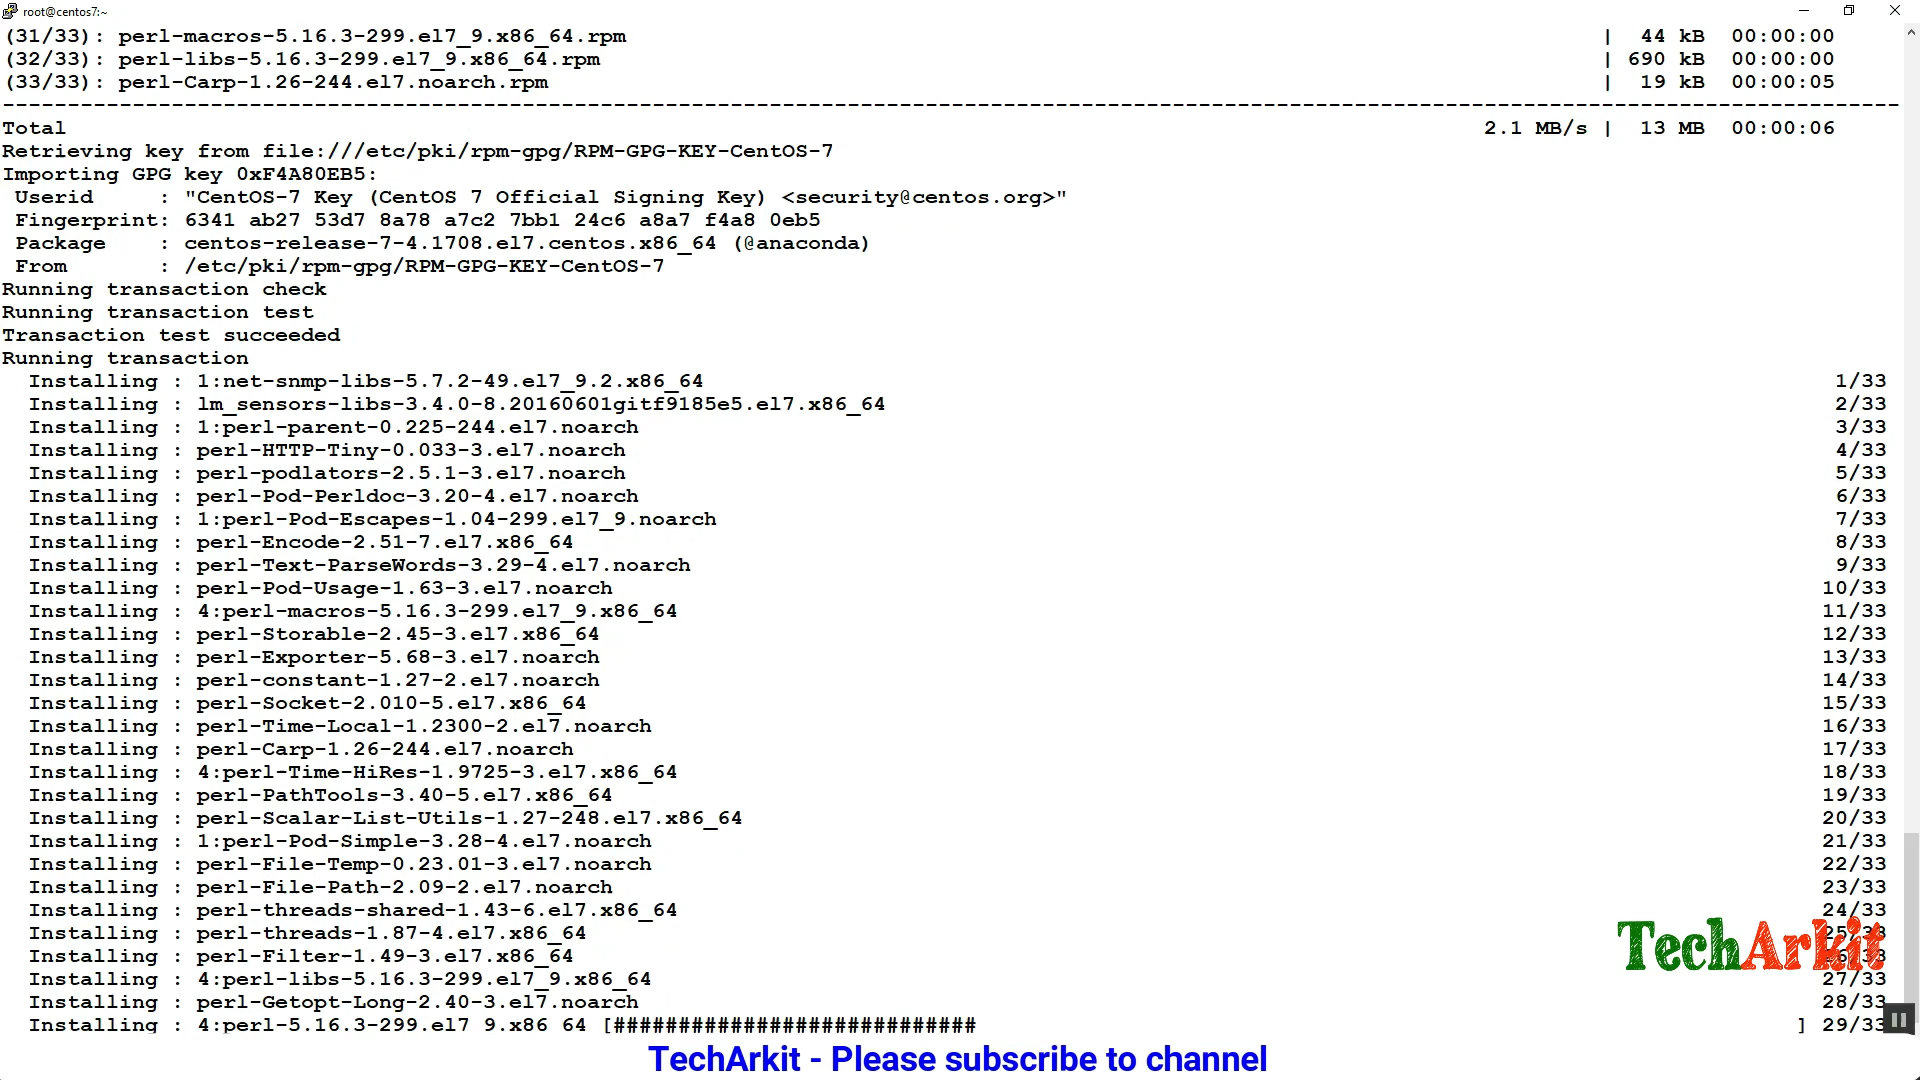 root@centos7:~
(31/33): perl-macros-5.16.3-299.el7_9.x86_64.rpm | 44 kB 00:00:00
(32/33): perl-libs-5.16.3-299.el7_9.x86_64.rpm | 690 kB 00:00:00
(33/33): perl-Carp-1.26-244.el7.noarch.rpm | 19 kB 00:00:05
--------------------------------------------------------------------------------------------------------------------------------------------------
Total 2.1 MB/s | 13 MB 00:00:06
Retrieving key from file:///etc/pki/rpm-gpg/RPM-GPG-KEY-CentOS-7
Importing GPG key 0xF4A80EB5:
Userid : "CentOS-7 Key (CentOS 7 Official Signing Key) <security@centos.org>"
Fingerprint: 6341 ab27 53d7 8a78 a7c2 7bb1 24c6 a8a7 f4a8 0eb5
Package : centos-release-7-4.1708.el7.centos.x86_64 (@anaconda)
From : /etc/pki/rpm-gpg/RPM-GPG-KEY-CentOS-7
Running transaction check
Running transaction test
Transaction test succeeded
Running transaction
Installing : 1:net-snmp-libs-5.7.2-49.el7_9.2.x86_64 1/33
Installing : lm_sensors-libs-3.4.0-8.20160601gitf9185e5.el7.x86_64 2/33
Installing : 1:perl-parent-0.225-244.el7.noarch 3/33
Installing : perl-HTTP-Tiny-0.033-3.el7.noarch 4/33
Installing : perl-podlators-2.5.1-3.el7.noarch 5/33
Installing : perl-Pod-Perldoc-3.20-4.el7.noarch 6/33
Installing : 1:perl-Pod-Escapes-1.04-299.el7_9.noarch 7/33
Installing : perl-Encode-2.51-7.el7.x86_64 8/33
Installing : perl-Text-ParseWords-3.29-4.el7.noarch 9/33
Installing : perl-Pod-Usage-1.63-3.el7.noarch 10/33
Installing : 4:perl-macros-5.16.3-299.el7_9.x86_64 11/33
Installing : perl-Storable-2.45-3.el7.x86_64 12/33
Installing : perl-Exporter-5.68-3.el7.noarch 13/33
Installing : perl-constant-1.27-2.el7.noarch 14/33
Installing : perl-Socket-2.010-5.el7.x86_64 15/33
Installing : perl-Time-Local-1.2300-2.el7.noarch 16/33
Installing : perl-Carp-1.26-244.el7.noarch 17/33
Installing : 4:perl-Time-HiRes-1.9725-3.el7.x86_64 18/33
Installing : perl-PathTools-3.40-5.el7.x86_64 19/33
Installing : perl-Scalar-List-Utils-1.27-248.el7.x86_64 20/33
Installing : 1:perl-Pod-Simple-3.28-4.el7.noarch 21/33
Installing : perl-File-Temp-0.23.01-3.el7.noarch 22/33
Installing : perl-File-Path-2.09-2.el7.noarch 23/33
Installing : perl-threads-shared-1.43-6.el7.x86_64 24/33
Installing : perl-threads-1.87-4.el7.x86_64 25/33
Installing : perl-Filter-1.49-3.el7.x86_64 26/33
Installing : 4:perl-libs-5.16.3-299.el7_9.x86_64 27/33
Installing : perl-Getopt-Long-2.40-3.el7.noarch 28/33
Installing : 4:perl-5.16.3-299.el7 9.x86 64 [############################ ] 29/33
TechArkit
TechArkit - Please subscribe to channel